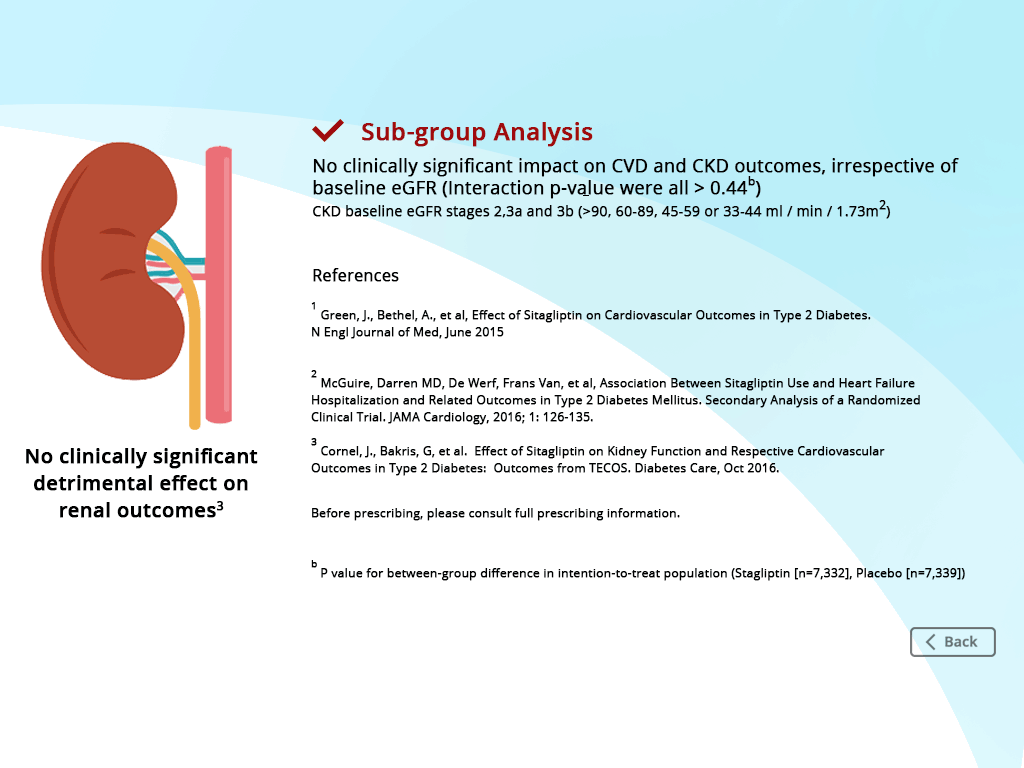 Sub-group Analysis
No clinically significant impact on CVD and CKD outcomes, irrespective of
baseline eGFR (Interaction p-value were all > 0.44ᵇ)
CKD baseline eGFR stages 2,3a and 3b (>90, 60-89, 45-59 or 33-44 ml / min / 1.73m²)
References
¹ Green, J., Bethel, A., et al, Effect of Sitagliptin on Cardiovascular Outcomes in Type 2 Diabetes.
N Engl Journal of Med, June 2015
² McGuire, Darren MD, De Werf, Frans Van, et al, Association Between Sitagliptin Use and Heart Failure
Hospitalization and Related Outcomes in Type 2 Diabetes Mellitus. Secondary Analysis of a Randomized
Clinical Trial. JAMA Cardiology, 2016; 1: 126-135.
³ Cornel, J., Bakris, G, et al. Effect of Sitagliptin on Kidney Function and Respective Cardiovascular
Outcomes in Type 2 Diabetes: Outcomes from TECOS. Diabetes Care, Oct 2016.
Before prescribing, please consult full prescribing information.
ᵇ P value for between-group difference in intention-to-treat population (Stagliptin [n=7,332], Placebo [n=7,339])
No clinically significant
detrimental effect on
renal outcomes³
Back